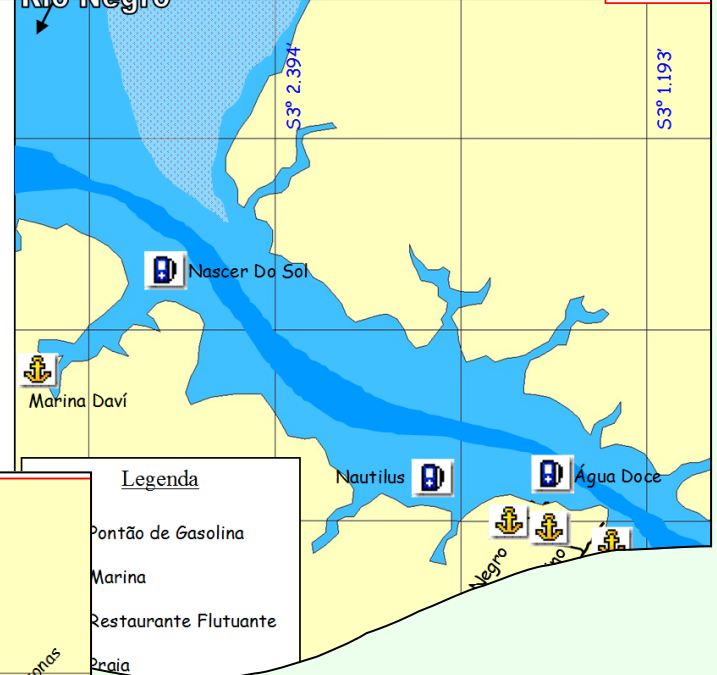 Rio Negro
S3° 2.394'
S3° 1.193'
Nascer Do Sol
Marina Daví
Nautilus
Água Doce
Negro
Legenda
Pontão de Gasolina
Marina
Restaurante Flutuante
Praia